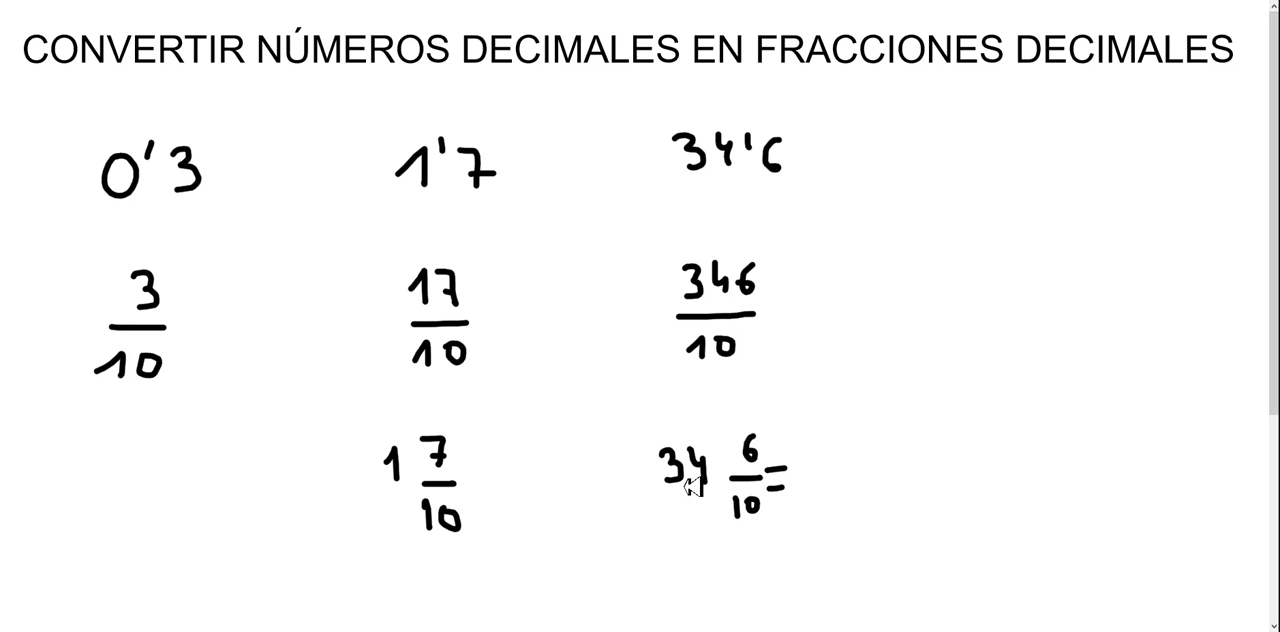 CONVERTIR NÚMEROS DECIMALES EN FRACCIONES DECIMALES
0'3 1'7 34'6
3 17 346
10 10 10
1 7 34 6 =
10 10